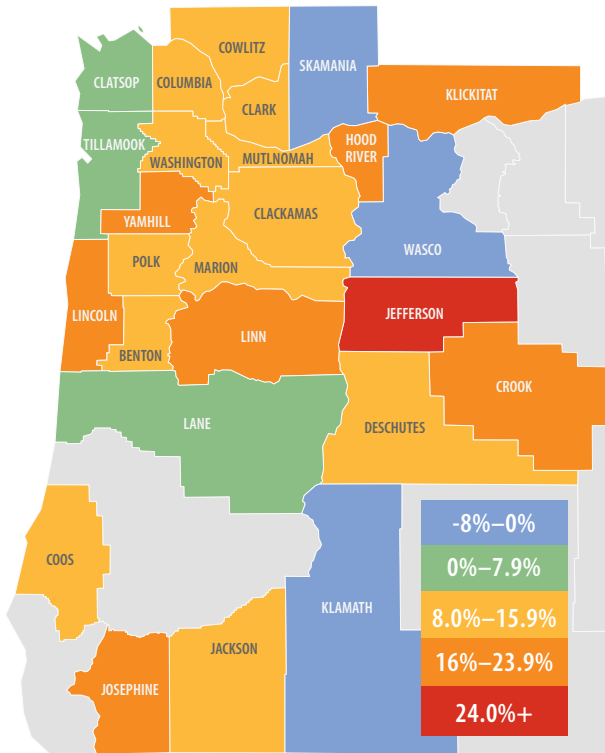 COWLITZ
SKAMANIA
CLATSOP
COLUMBIA
KLICKITAT
CLARK
TILLAMOOK
HOOD
RIVER
WASHINGTON
MUTLNOMAH
CLACKAMAS
YAMHILL
WASCO
POLK
MARION
LINCOLN
JEFFERSON
LINN
BENTON
CROOK
LANE
DESCHUTES
-8%–0%
0%–7.9%
COOS
KLAMATH
8.0%–15.9%
JACKSON
16%–23.9%
JOSEPHINE
24.0%+